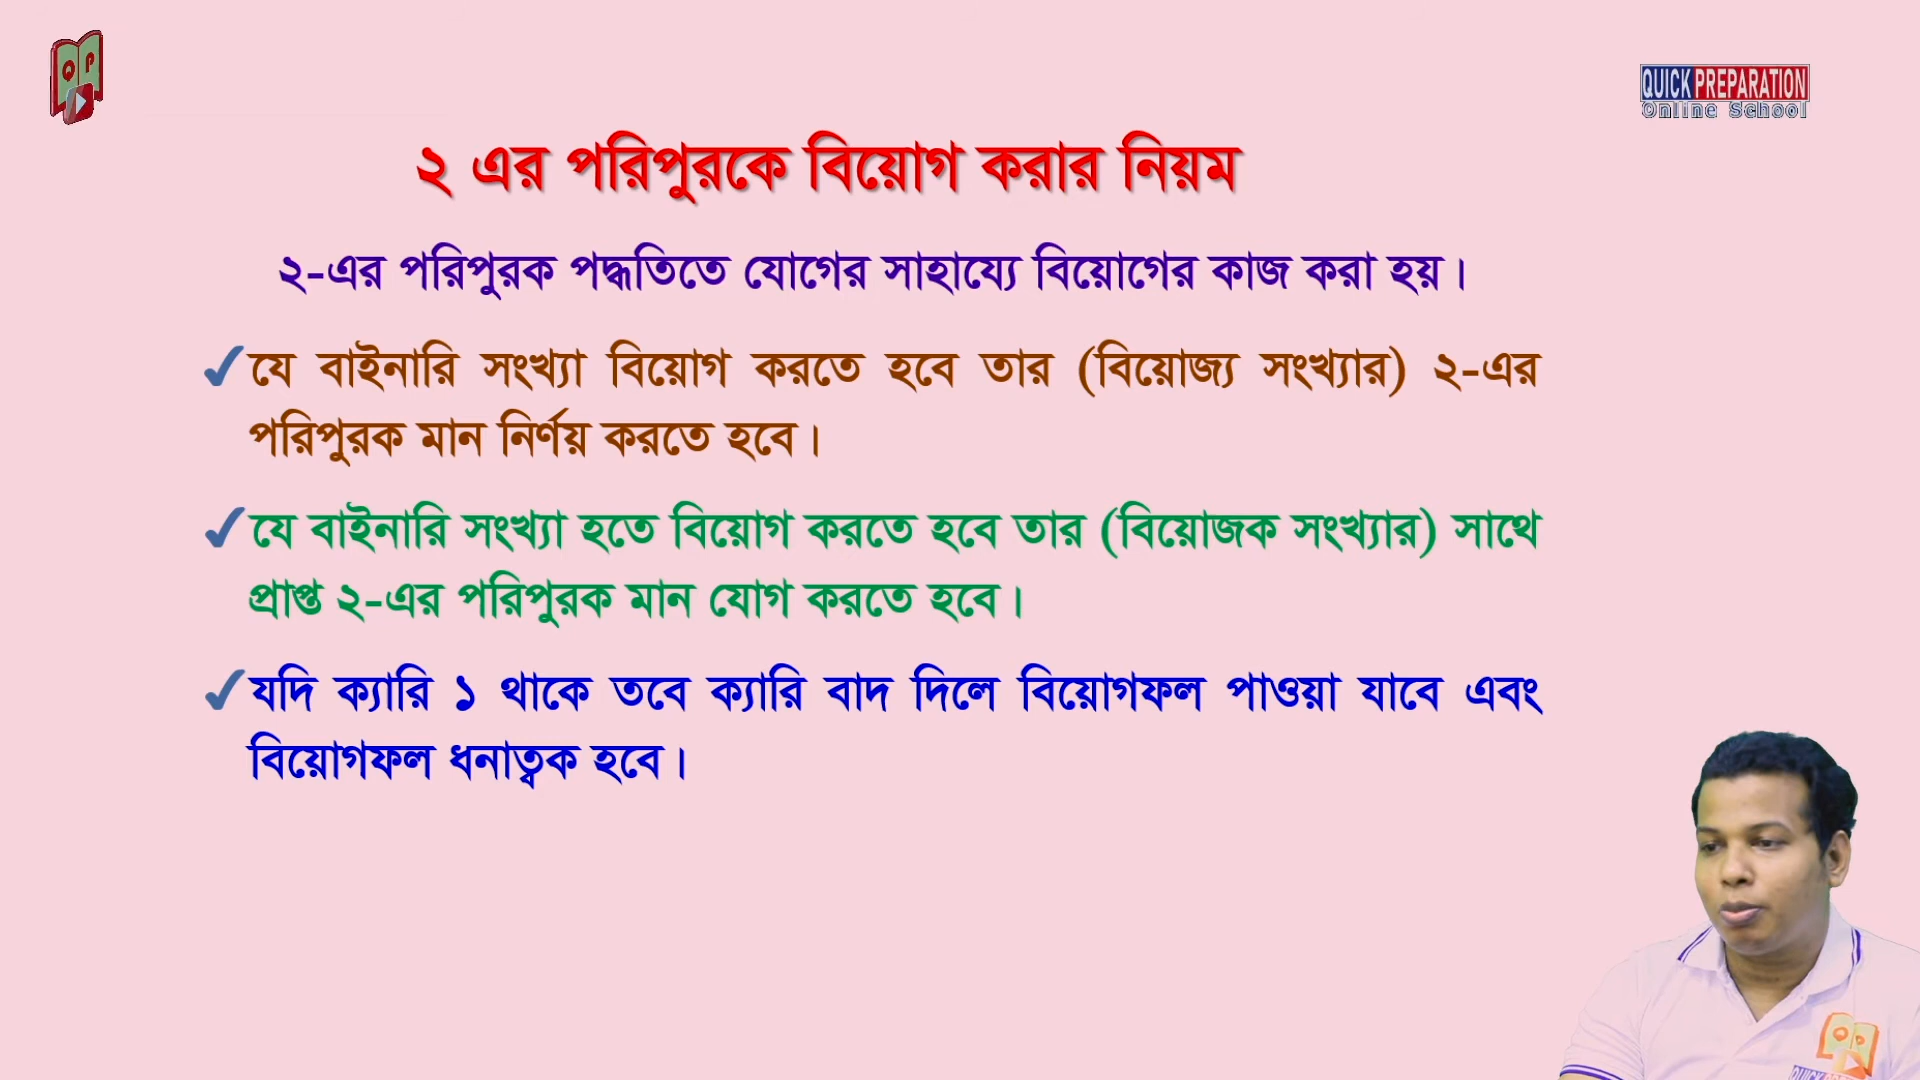 Q P
QUICK PREPARATION
Online School
২ এর পরিপুরকে বিয়োগ করার নিয়ম
২-এর পরিপুরক পদ্ধতিতে যোগের সাহায্যে বিয়োগের কাজ করা হয়।
✔যে বাইনারি সংখ্যা বিয়োগ করতে হবে তার (বিয়োজ্য সংখ্যার) ২-এর
পরিপুরক মান নির্ণয় করতে হবে।
✔যে বাইনারি সংখ্যা হতে বিয়োগ করতে হবে তার (বিয়োজক সংখ্যার) সাথে
প্রাপ্ত ২-এর পরিপুরক মান যোগ করতে হবে।
✔যদি ক্যারি ১ থাকে তবে ক্যারি বাদ দিলে বিয়োগফল পাওয়া যাবে এবং
বিয়োগফল ধনাত্বক হবে।